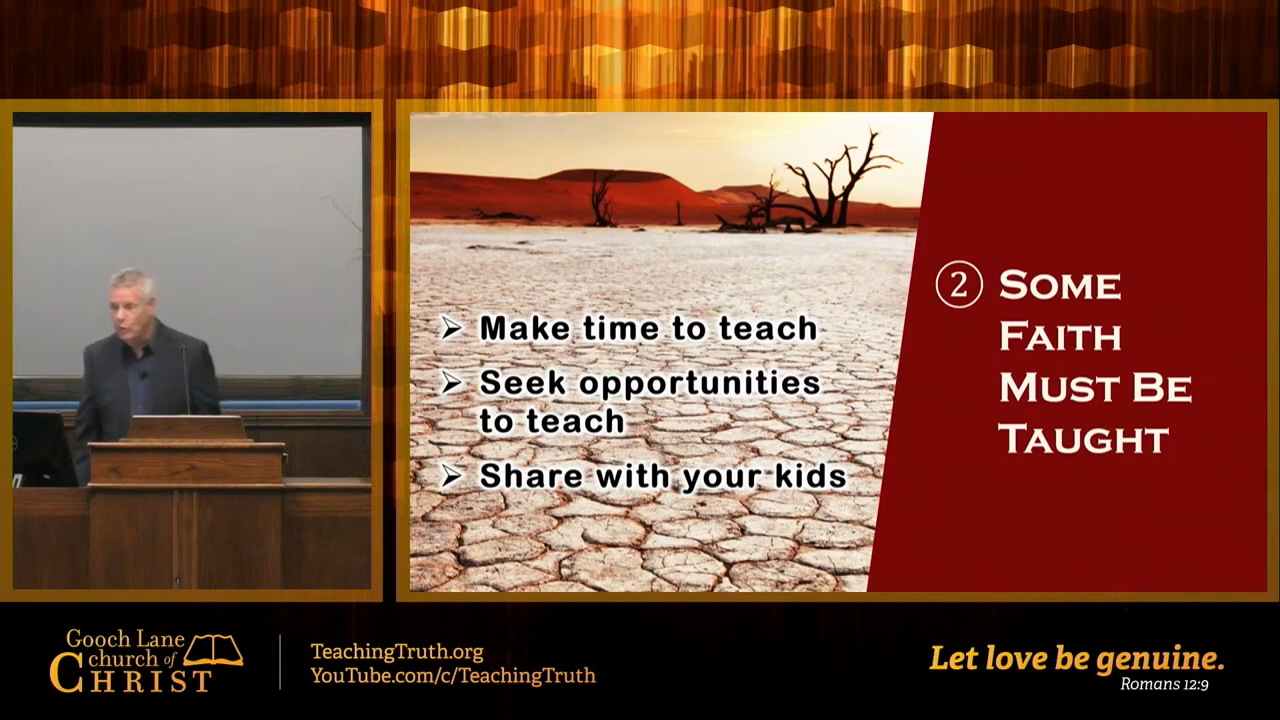 ➢ Make time to teach
➢ Seek opportunities
to teach
➢ Share with your kids
② SOME
FAITH
MUST BE
TAUGHT
Gooch Lane
church of
CHRIST
TeachingTruth.org
YouTube.com/c/TeachingTruth
Let love be genuine.
Romans 12:9